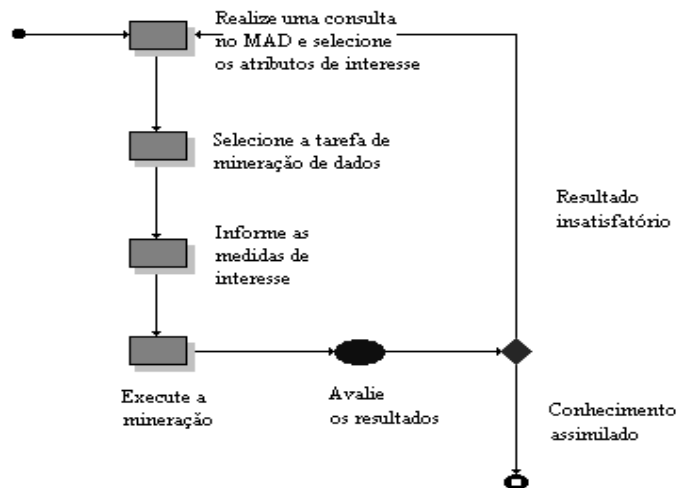 Realize uma consulta
no MAD e selecione
os atributos de interesse
Selecione a tarefa de
mineração de dados
Resultado
insatisfatório
Informe as
medidas de
interesse
Execute a
mineração
Avalie
os resultados
Conhecimento
assimilado